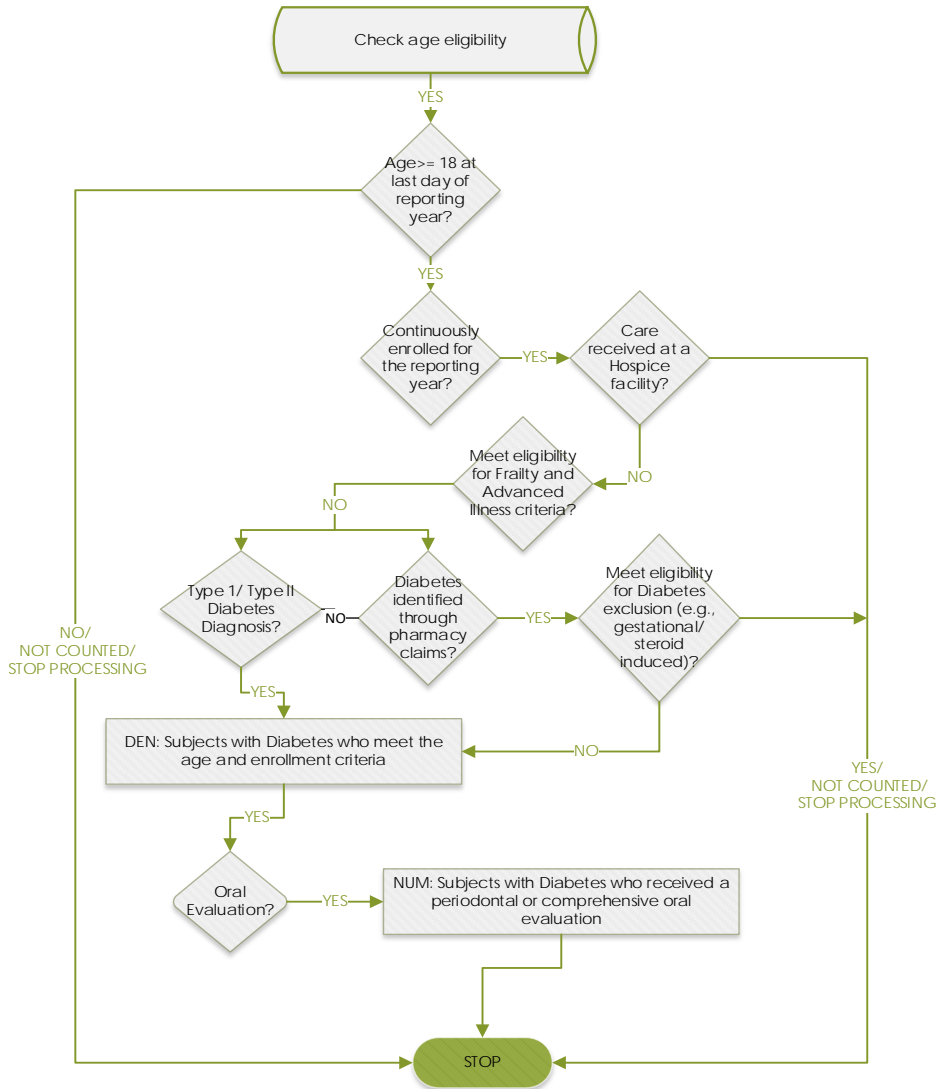 Check age eligibility
YES
Age>= 18 at
last day of
reporting
year?
YES
Continuously
enrolled for
the reporting
year?
YES
Care
received at a
Hospice
facility?
NO
Meet eligibility
for Frailty and
Advanced
Illness criteria?
NO
Type 1/ Type II
Diabetes
Diagnosis?
NO
Diabetes
identified
through
pharmacy
claims?
YES
Meet eligibility
for Diabetes
exclusion (e.g.,
gestational/
steroid
induced)?
NO/
NOT COUNTED/
STOP PROCESSING
YES
DEN: Subjects with Diabetes who meet the
age and enrollment criteria
NO
YES/
NOT COUNTED/
STOP PROCESSING
YES
Oral
Evaluation?
YES
NUM: Subjects with Diabetes who received a
periodontal or comprehensive oral
evaluation
STOP